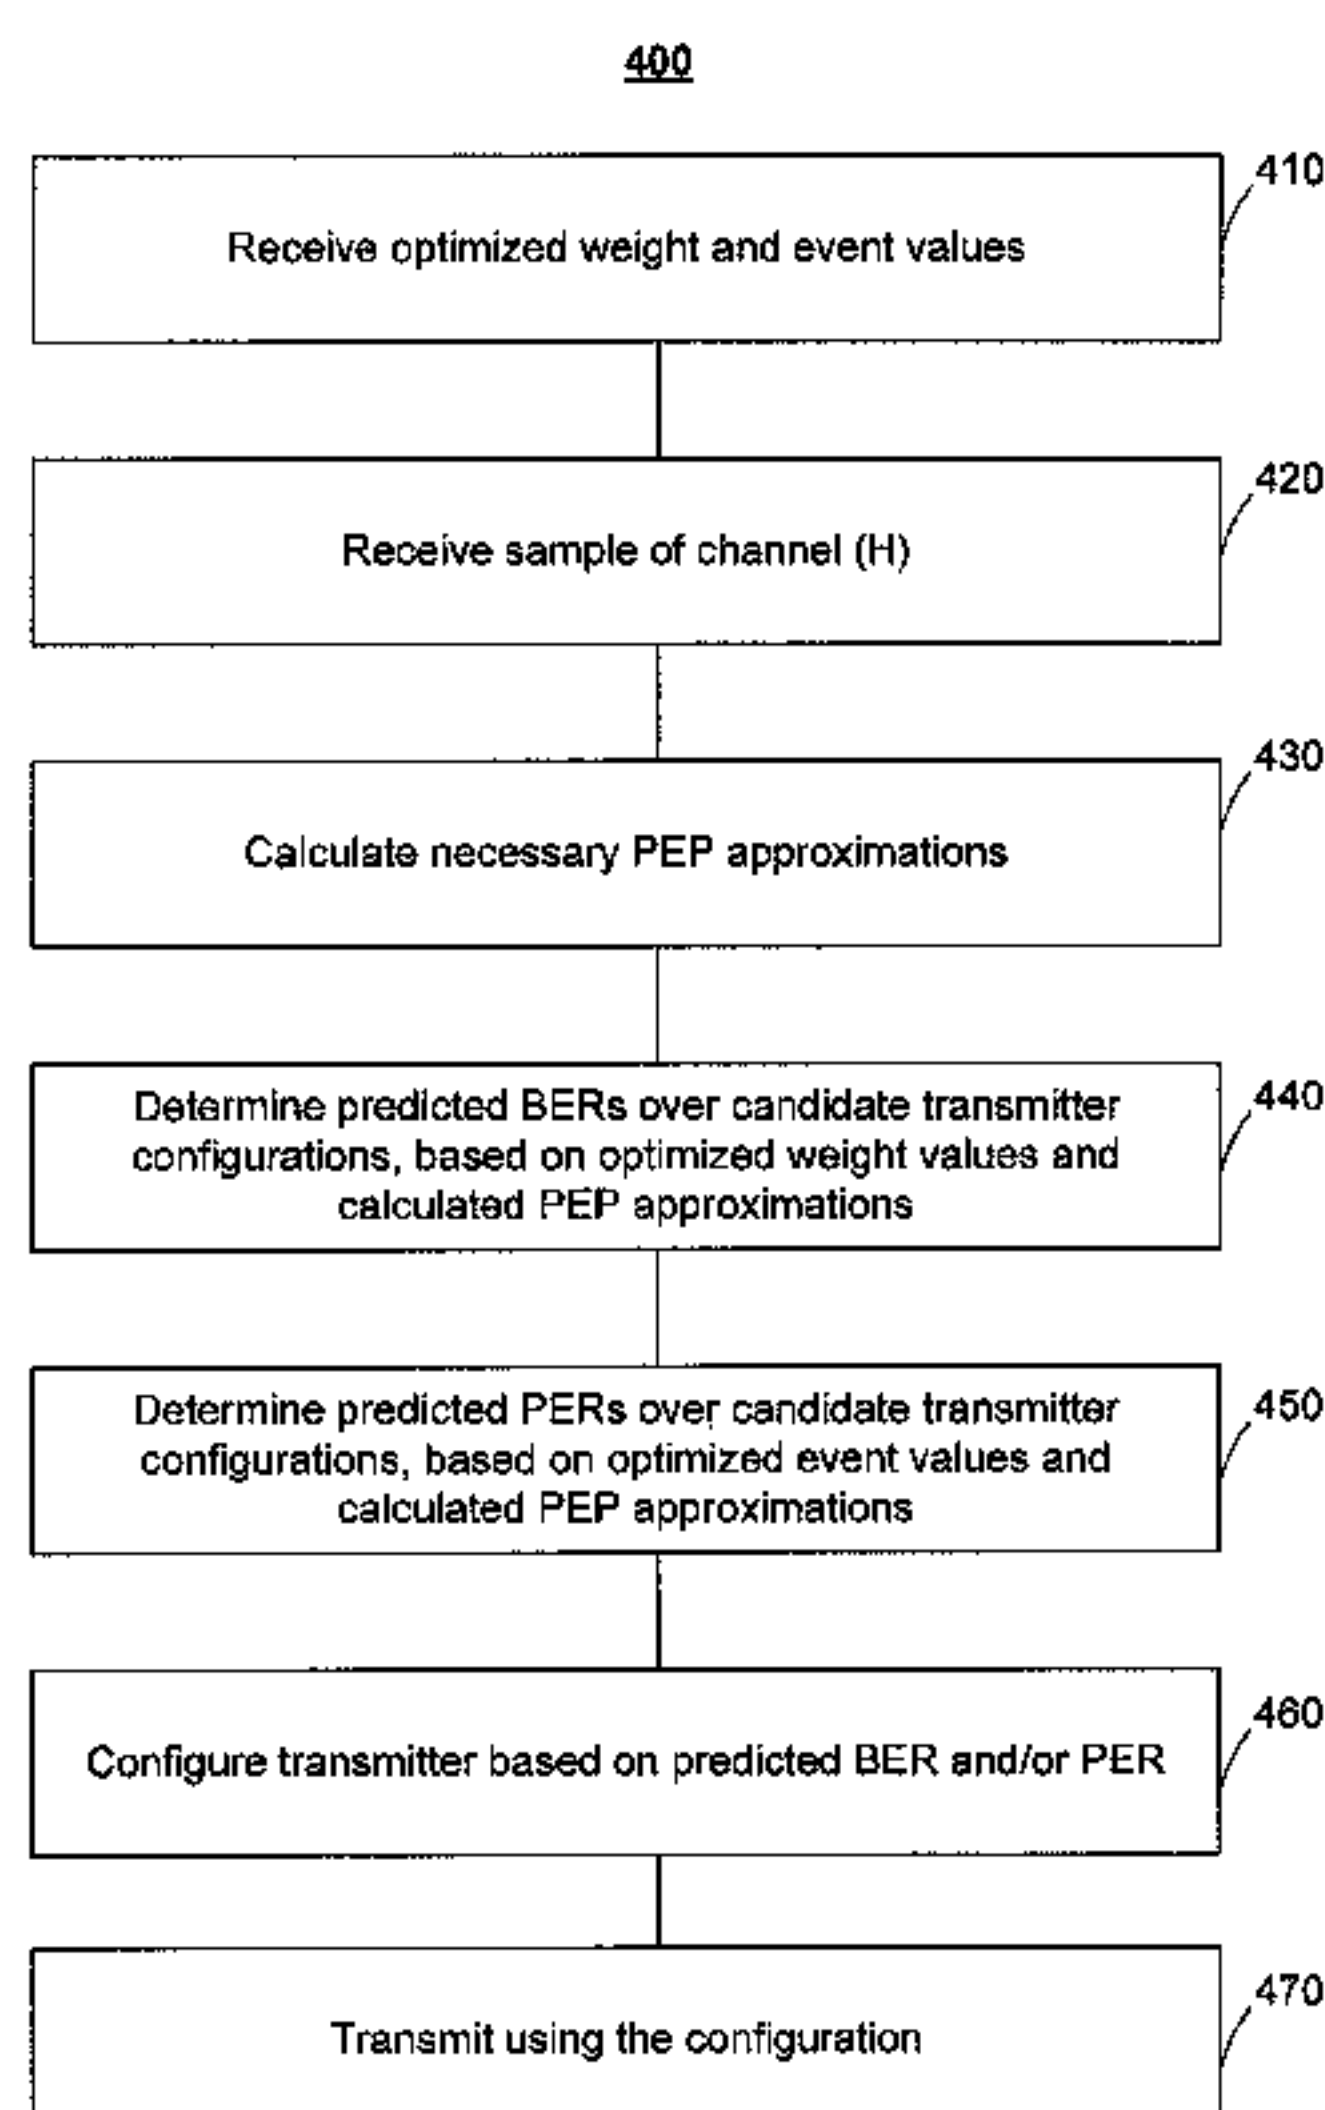 400
410
Receive optimized weight and event values
420
Receive sample of channel (H)
430
Calculate necessary PEP approximations
440
Determine predicted BERs over candidate transmitter
configurations, based on optimized weight values and
calculated PEP approximations
450
Determine predicted PERs over candidate transmitter
configurations, based on optimized event values and
calculated PEP approximations
460
Configure transmitter based on predicted BER and/or PER
470
Transmit using the configuration